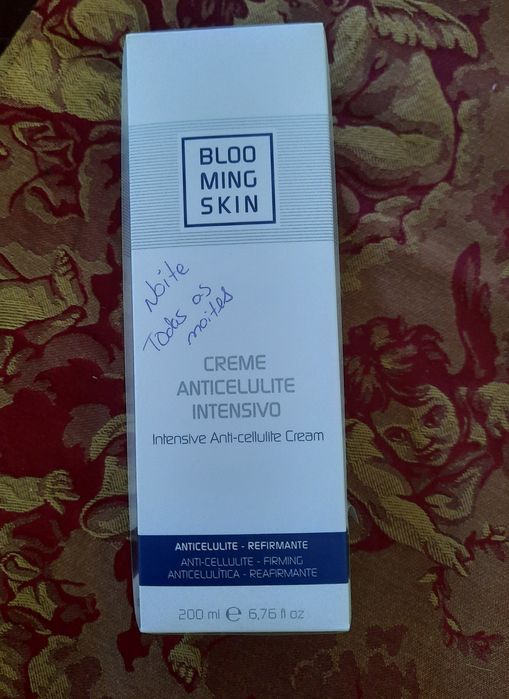 BLOO
MING
SKIN
Noite
Todas as
noites
CREME
ANTICELULITE
INTENSIVO
Intensive Anti-cellulite Cream
ANTICELULITE - REFIRMANTE
ANTI-CELLULITE - FIRMING
ANTICELULÍTICA - REAFIRMANTE
200 ml e 6,76 fl oz